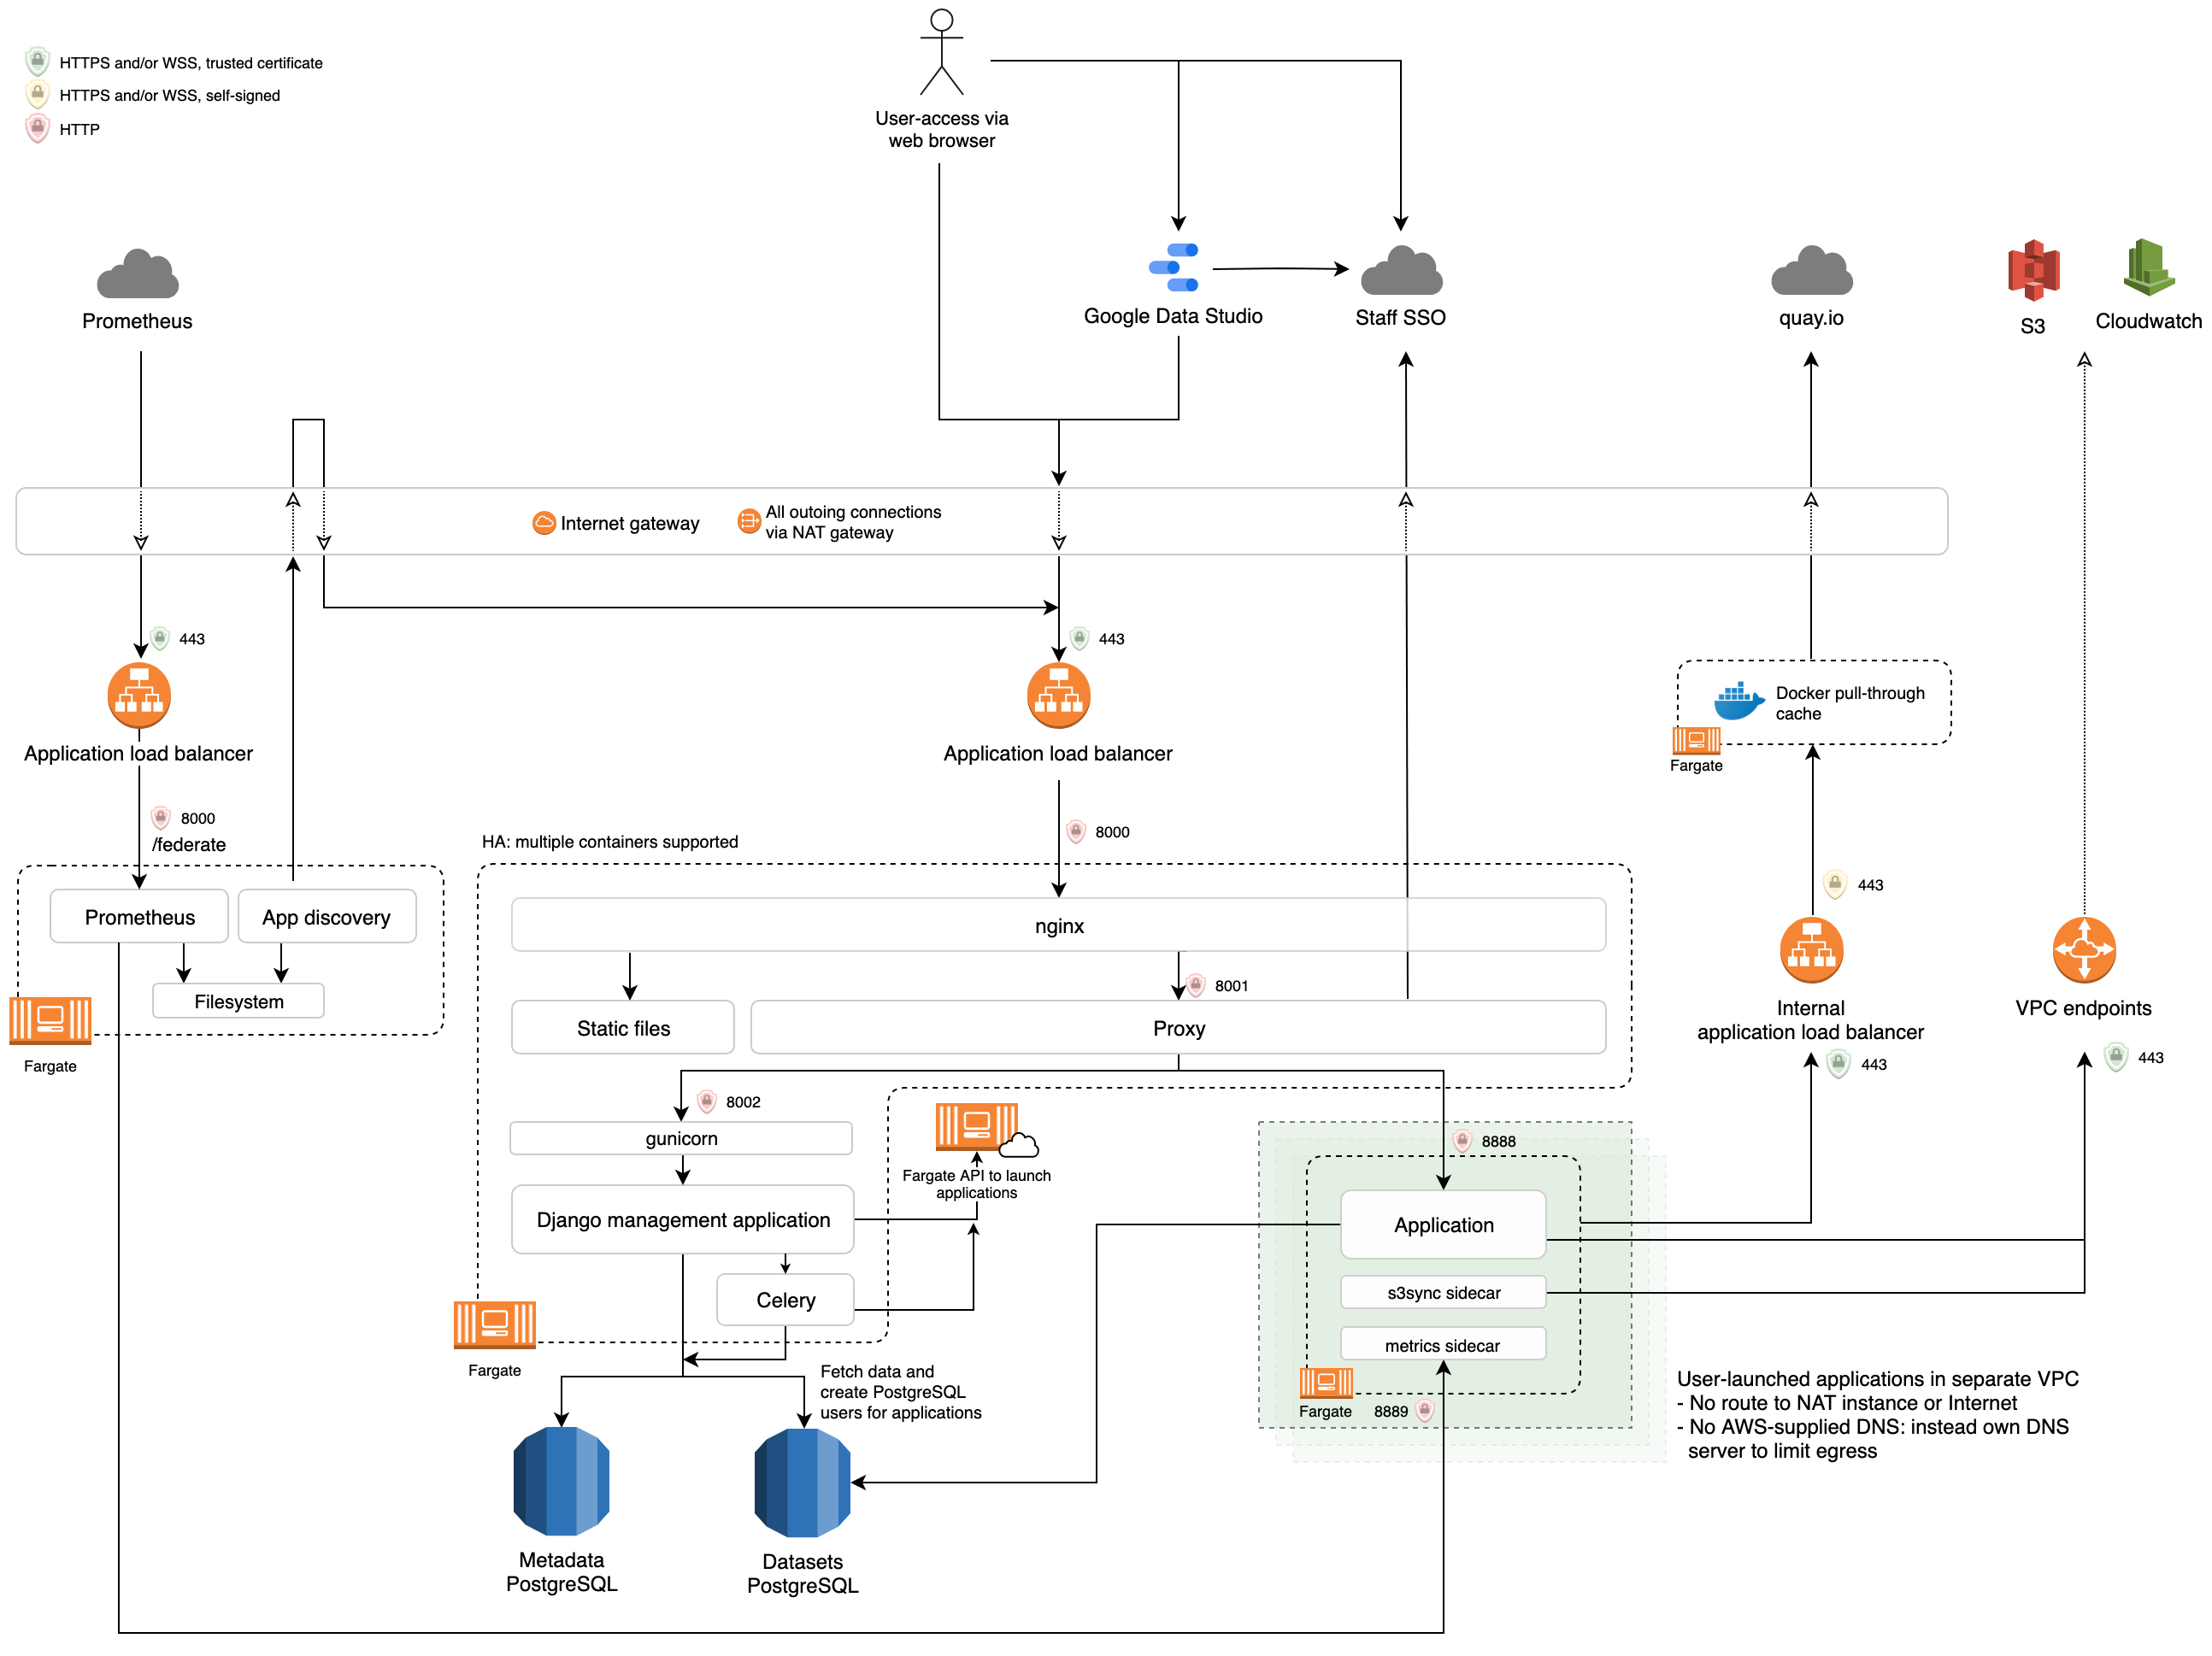 HTTPS and/or WSS, trusted certificate
HTTPS and/or WSS, self-signed
HTTP
User-access via
web browser
Prometheus
Google Data Studio
Staff SSO
quay.io
S3
Cloudwatch
Internet gateway
All outoing connections
via NAT gateway
443
443
Application load balancer
Application load balancer
Docker pull-through
cache
Fargate
8000
/federate
8000
HA: multiple containers supported
443
Prometheus
App discovery
nginx
Filesystem
8001
Fargate
Static files
Proxy
Internal
application load balancer
VPC endpoints
443
443
8002
gunicorn
8888
Fargate API to launch
applications
Django management application
Application
Celery
s3sync sidecar
metrics sidecar
Fargate
Fargate
8889
Fetch data and
create PostgreSQL
users for applications
User-launched applications in separate VPC
- No route to NAT instance or Internet
- No AWS-supplied DNS: instead own DNS
server to limit egress
Metadada
PostgreSQL
Datasets
PostgreSQL